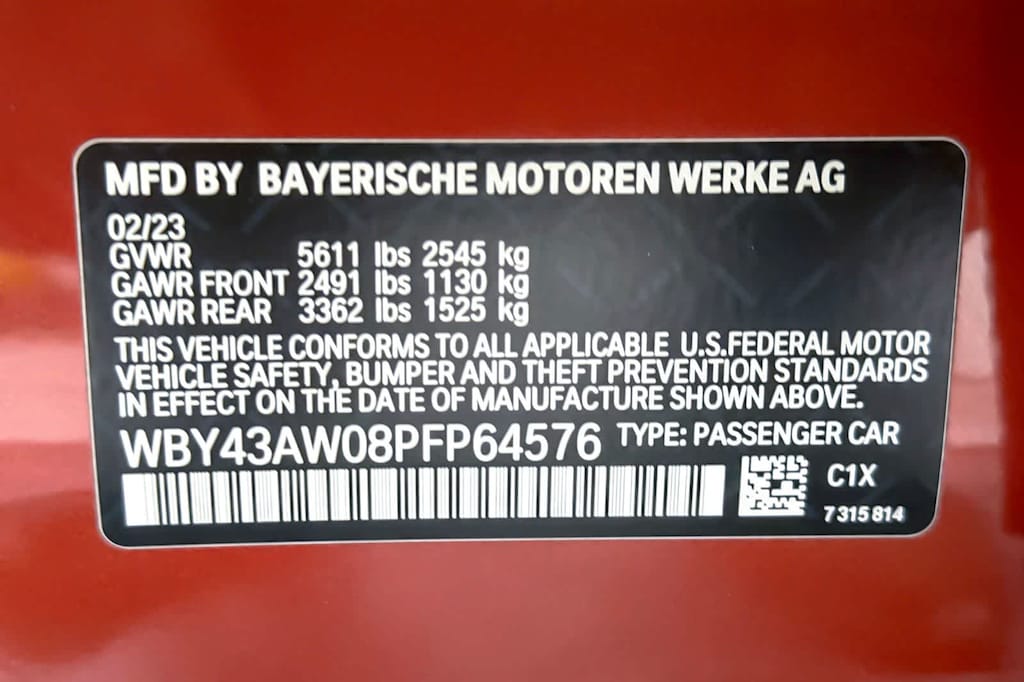 MFD BY BAYERISCHE MOTOREN WERKE AG
02/23
GVWR 5611 lbs 2545 kg
GAWR FRONT 2491 lbs 1130 kg
GAWR REAR 3362 lbs 1525 kg
THIS VEHICLE CONFORMS TO ALL APPLICABLE U.S.FEDERAL MOTOR
VEHICLE SAFETY, BUMPER AND THEFT PREVENTION STANDARDS
IN EFFECT ON THE DATE OF MANUFACTURE SHOWN ABOVE.
WBY43AW08PFP64576 TYPE: PASSENGER CAR
C1X
7 315 814